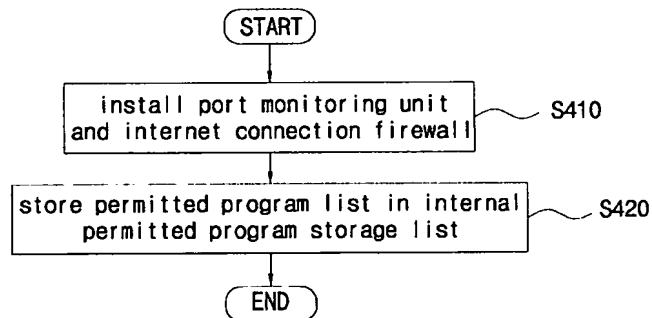 START
install port monitoring unit
and internet connection firewall
S410
store permitted program list in internal
permitted program storage list
S420
END